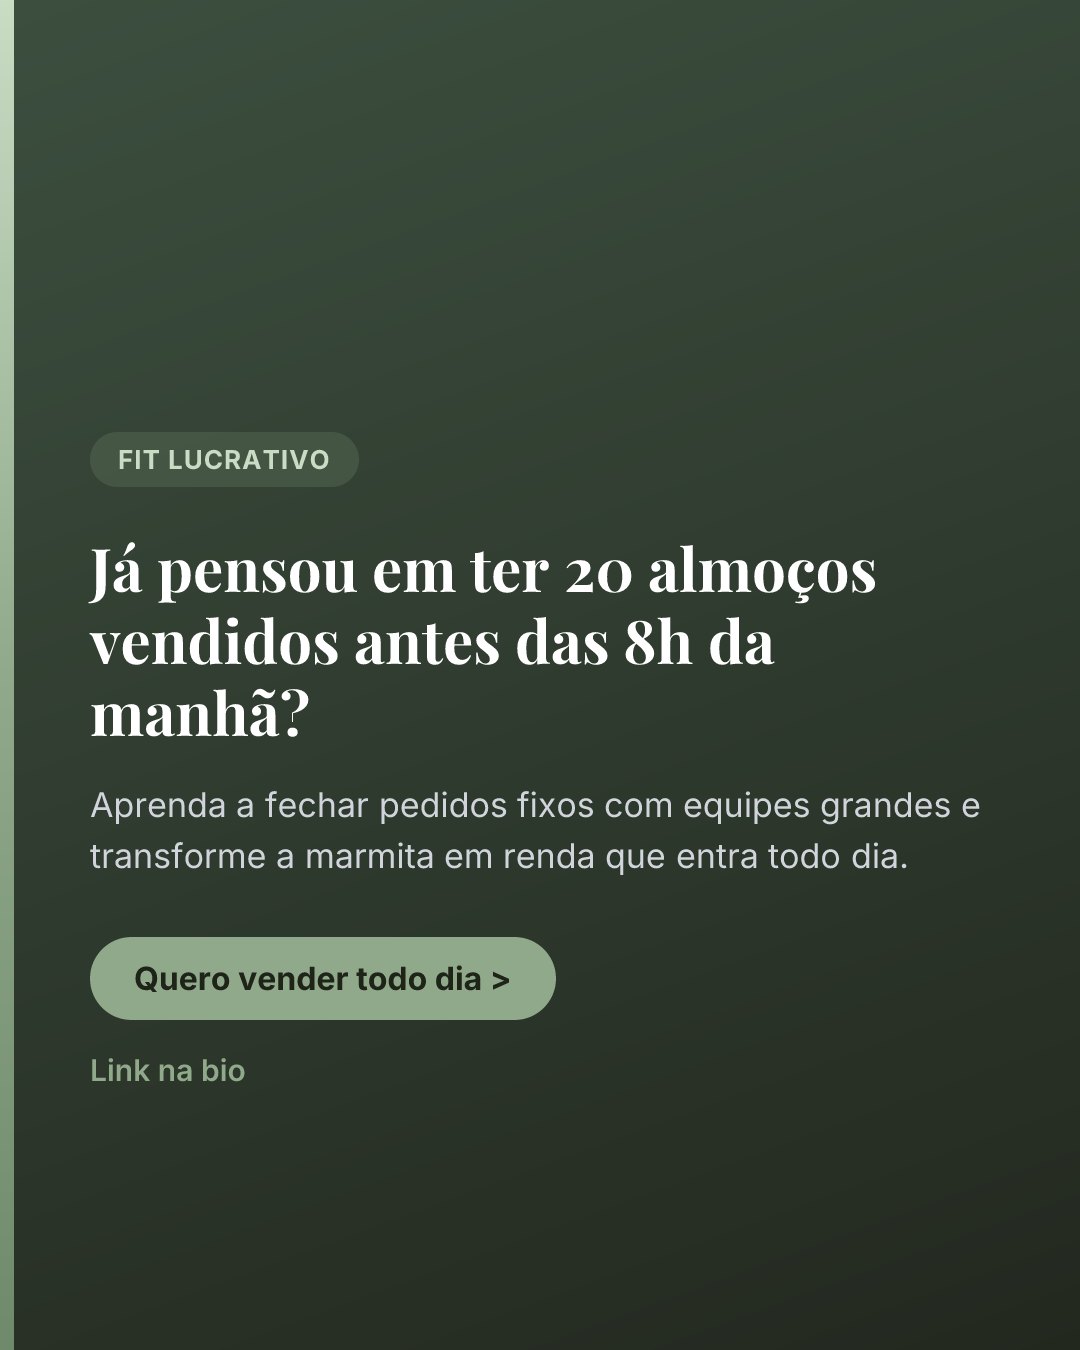 FIT LUCRATIVO
Já pensou em ter 20 almoços
vendidos antes das 8h da
manhã?
Aprenda a fechar pedidos fixos com equipes grandes e
transforme a marmita em renda que entra todo dia.
Quero vender todo dia >
Link na bio